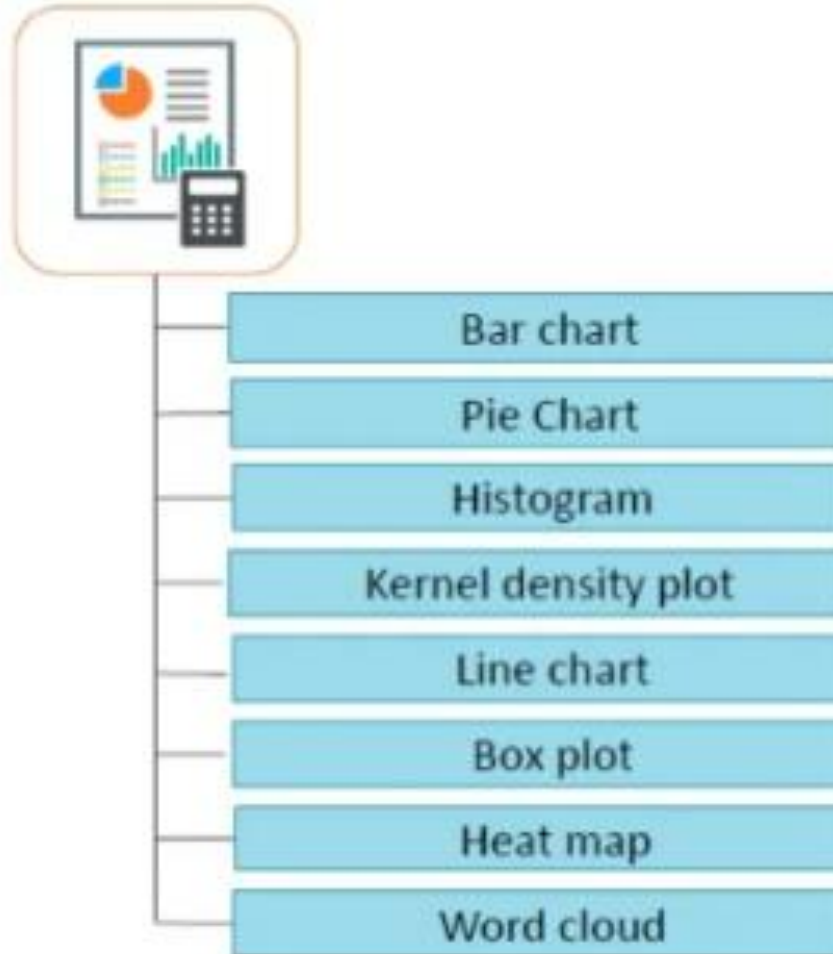 Bar chart
Pie Chart
Histogram
Kernel density plot
Line chart
Box plot
Heat map
Word cloud